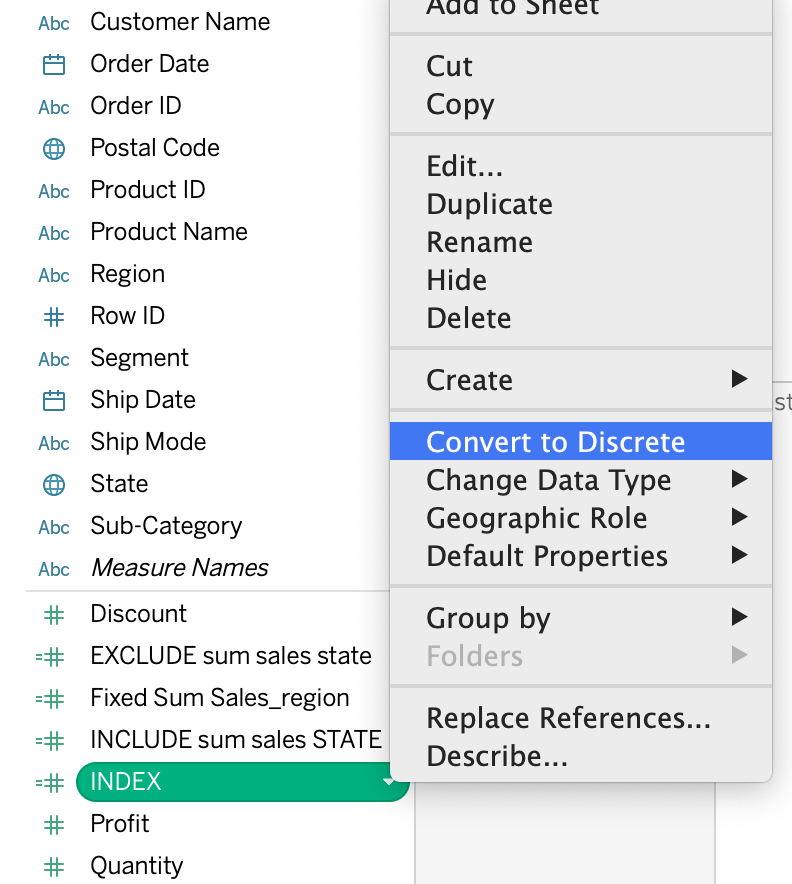 Abc Customer Name
Order Date
Abc Order ID
Postal Code
Abc Product ID
Abc Product Name
Abc Region
# Row ID
Abc Segment
Ship Date
Abc Ship Mode
State
Abc Sub-Category
Abc Measure Names
# Discount
=# EXCLUDE sum sales state
=# Fixed Sum Sales_region
=# INCLUDE sum sales STATE
=# INDEX
# Profit
# Quantity
Add to Sheet
Cut
Copy
Edit...
Duplicate
Rename
Hide
Delete
Create
Convert to Discrete
Change Data Type
Geographic Role
Default Properties
Group by
Folders
Replace References...
Describe...
st